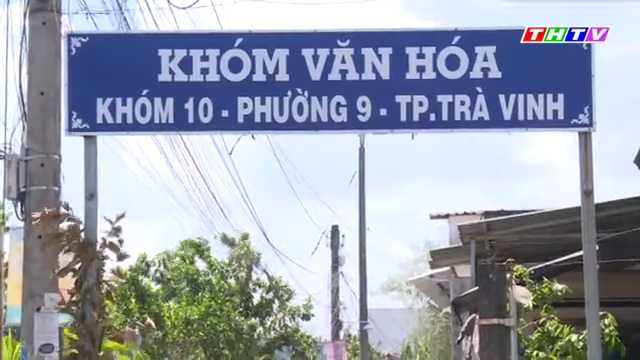 THTV
KHÓM VĂN HÓA
KHÓM 10 - PHƯỜNG 9 - TP.TRÀ VINH